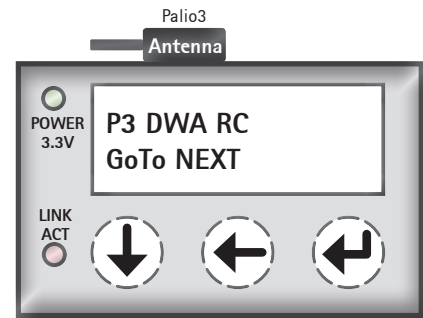 Palio3
Antenna
POWER
3.3V
P3 DWA RC
GoTo NEXT
LINK
ACT